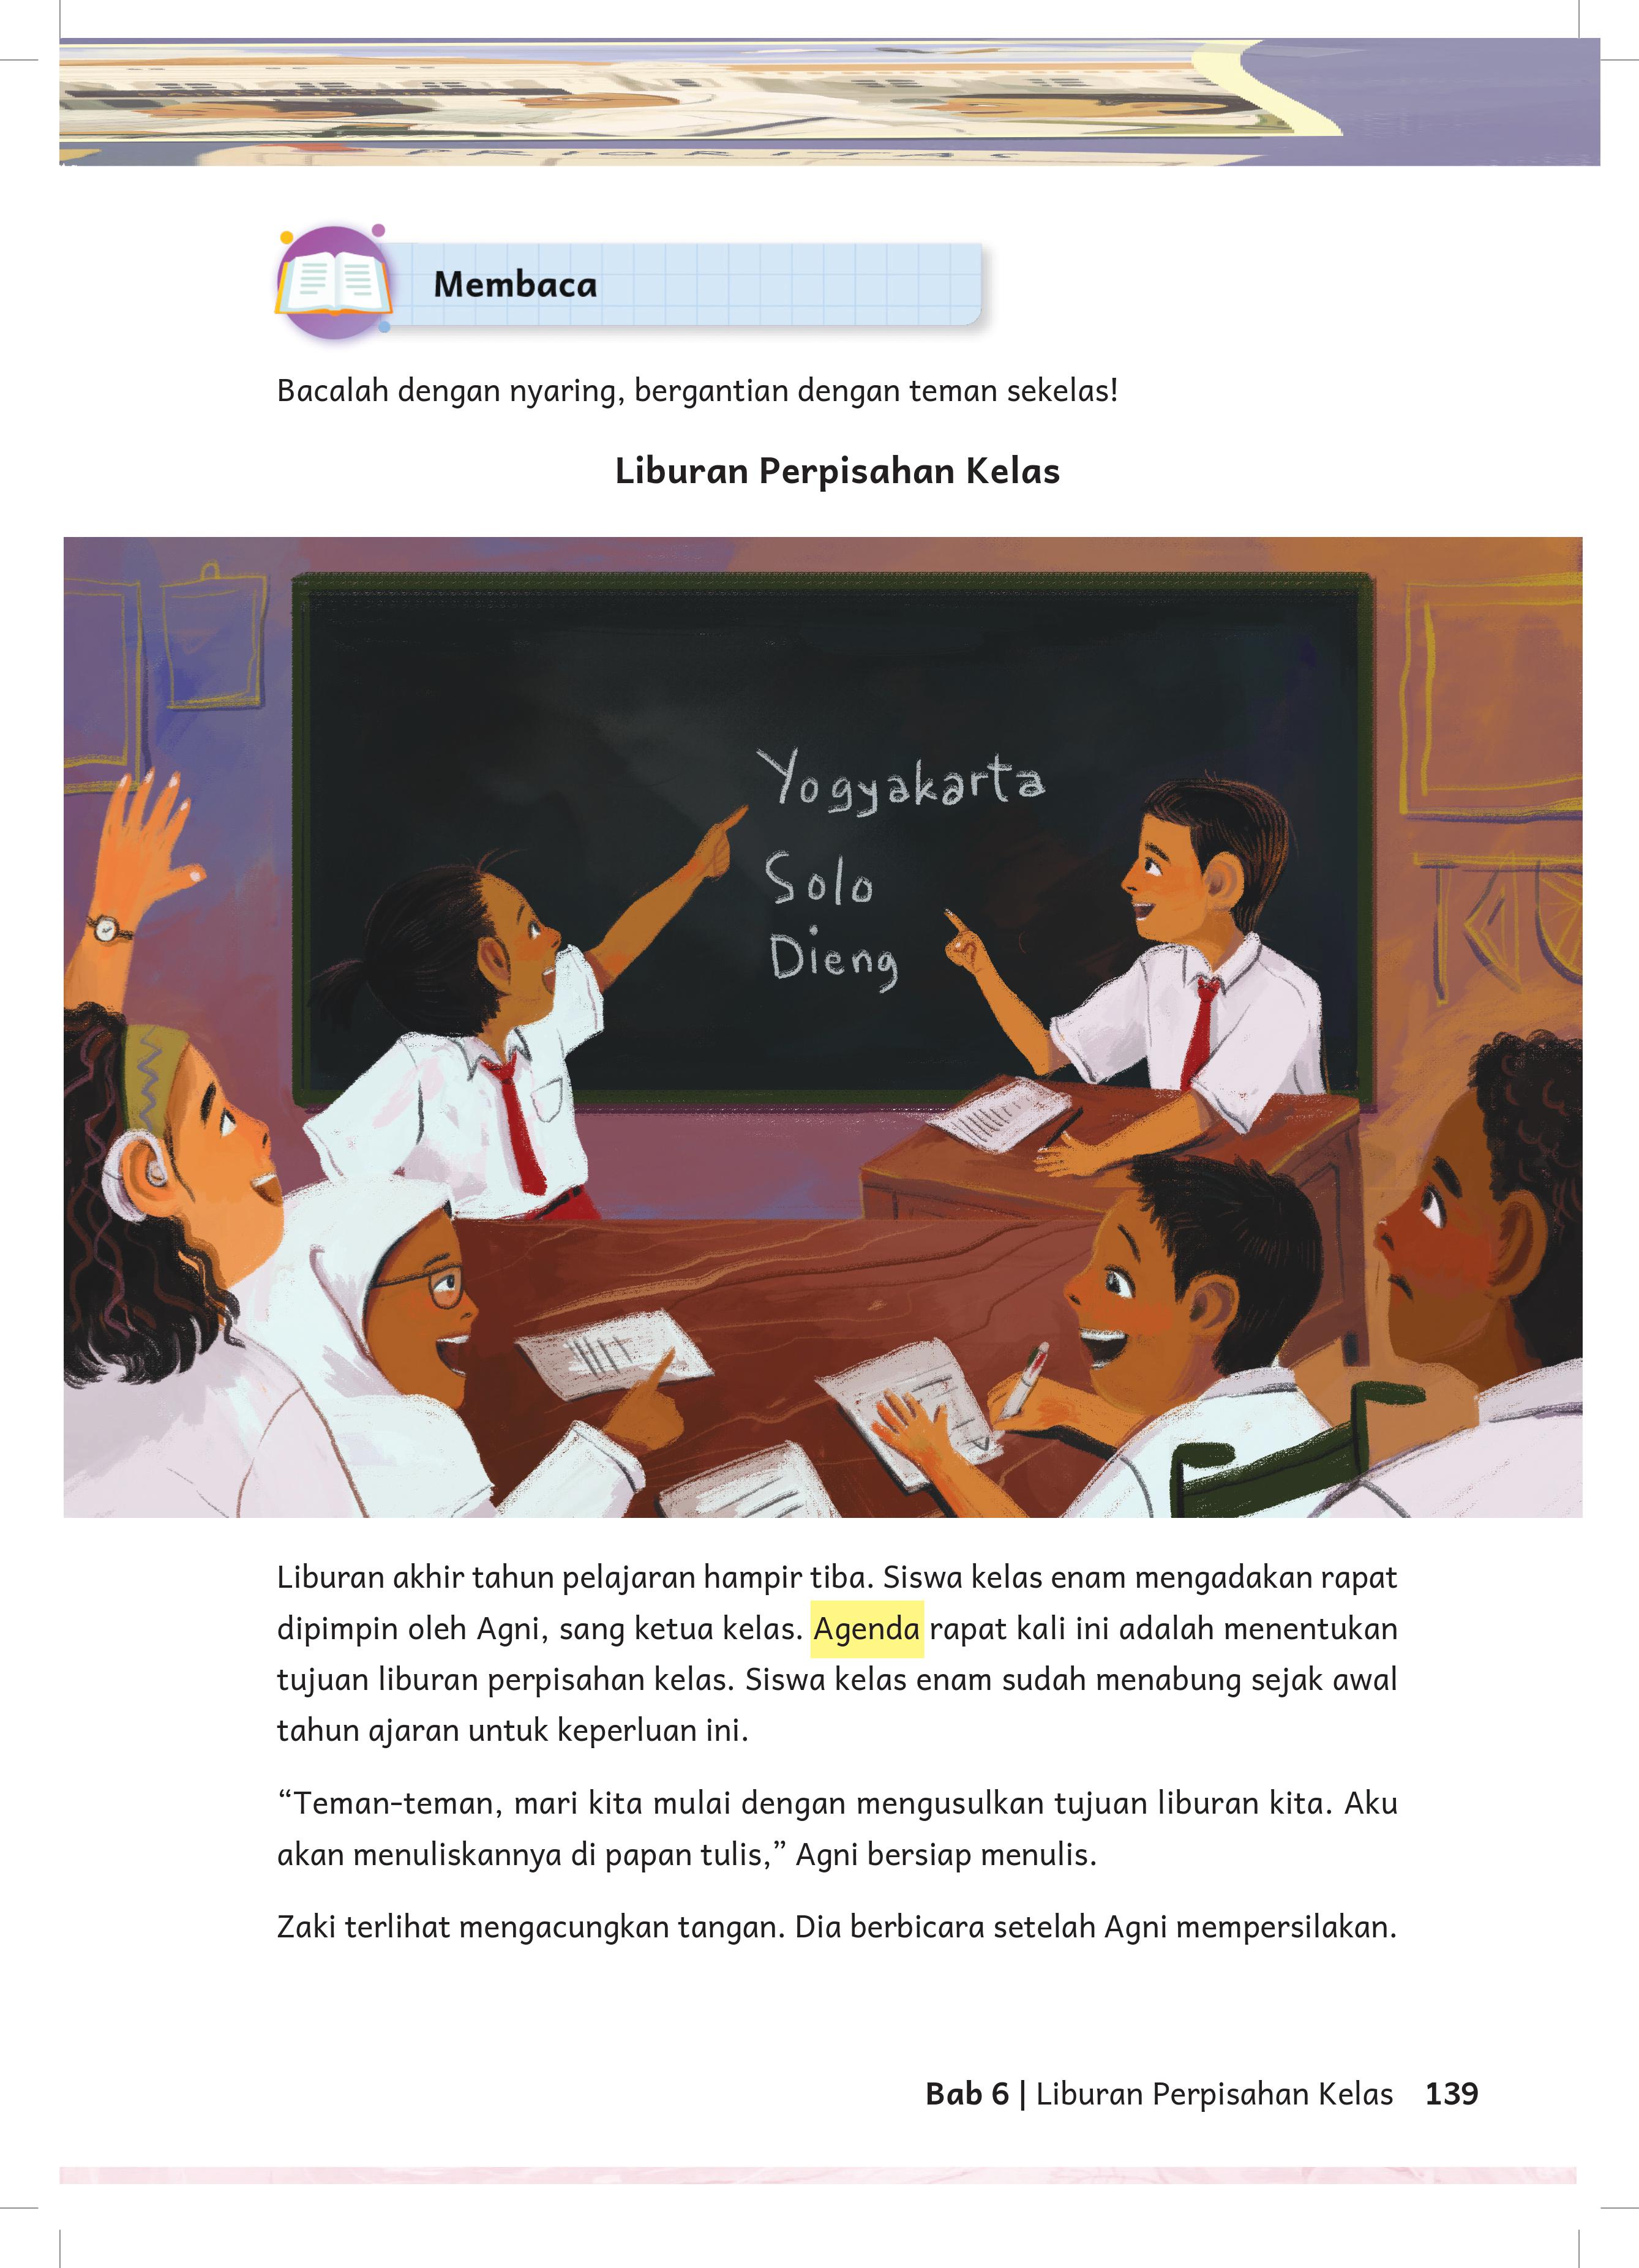 Membaca
Bacalah dengan nyaring, bergantian dengan teman sekelas!
Liburan Perpisahan Kelas
Yogyakarta
Solo
Dieng
Liburan akhir tahun pelajaran hampir tiba. Siswa kelas enam mengadakan rapat
dipimpin oleh Agni, sang ketua kelas. Agenda rapat kali ini adalah menentukan
tujuan liburan perpisahan kelas. Siswa kelas enam sudah menabung sejak awal
tahun ajaran untuk keperluan ini.
“Teman-teman, mari kita mulai dengan mengusulkan tujuan liburan kita. Aku
akan menuliskannya di papan tulis,” Agni bersiap menulis.
Zaki terlihat mengacungkan tangan. Dia berbicara setelah Agni mempersilakan.
Bab 6 | Liburan Perpisahan Kelas 139